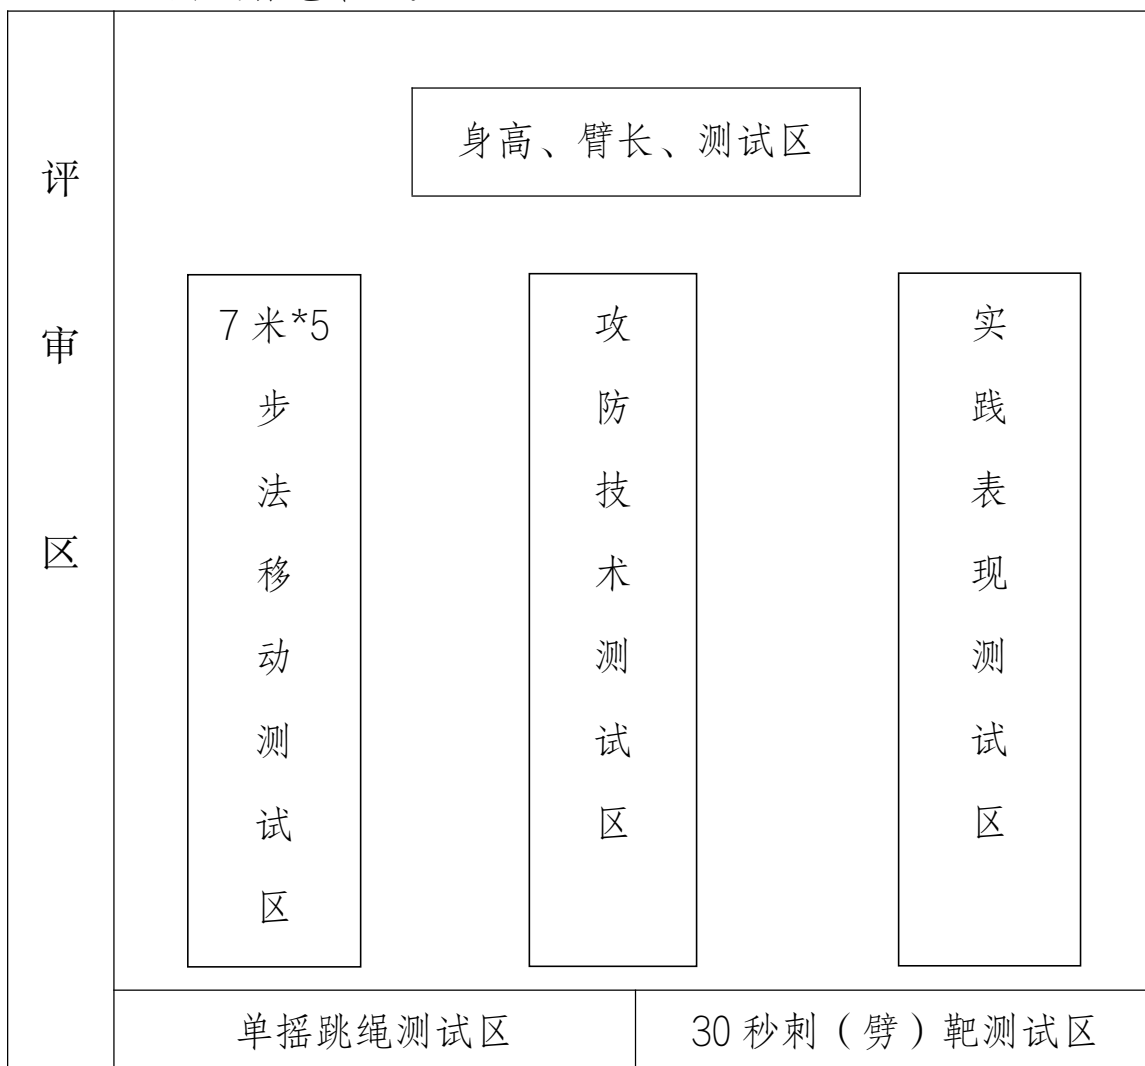 评审区
身高、臂长、测试区
7米*5步法移动测试区
攻防技术测试区
实践表现测试区
单摇跳绳测试区
30秒刺（劈）靶测试区